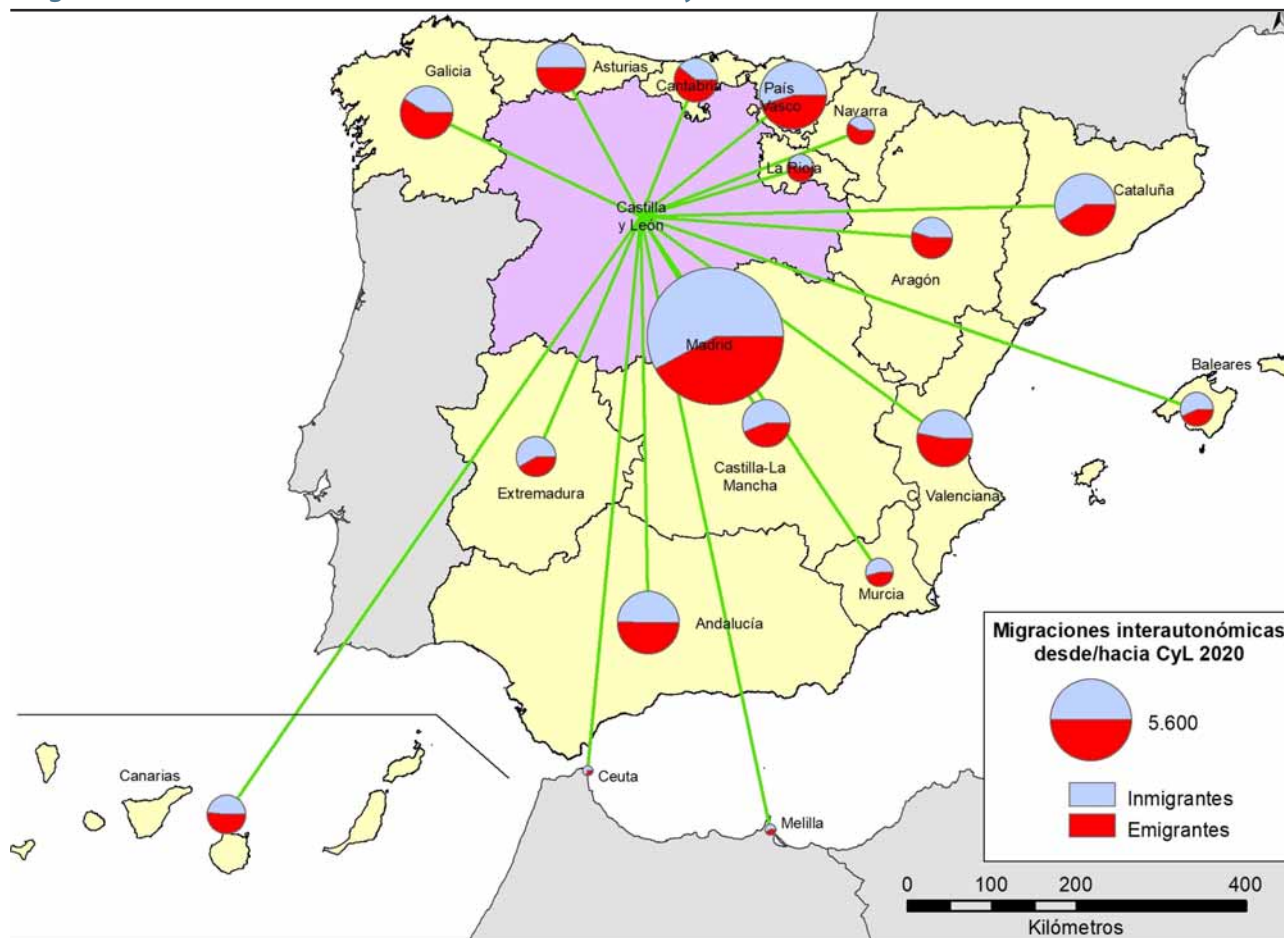 Galicia
Asturias
Cantabria
País
Vasco
Navarra
La Rioja
Cataluña
Castilla
y León
Aragón
Madrid
Baleares
Castilla-La
Mancha
Extremadura
C. Valenciana
Murcia
Andalucía
Canarias
Ceuta
Melilla
Migraciones interautonómicas
desde/hacia CyL 2020
5.600
Inmigrantes
Emigrantes
0 100 200 400
Kilómetros